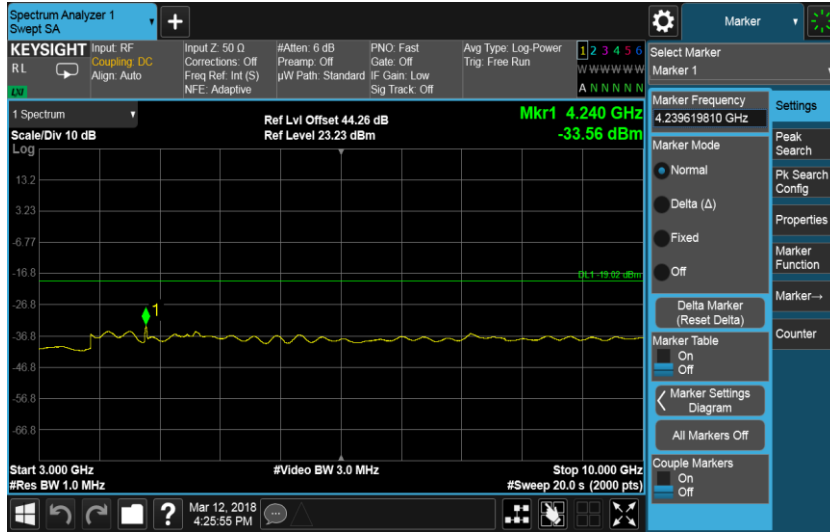 Spectrum Analyzer 1
Swept SA
Marker
KEYSIGHT
RL
LXI
Input: RF
Coupling: DC
Align: Auto
Input Z: 50 Ω
Corrections: Off
Freq Ref: Int (S)
NFE: Adaptive
#Atten: 6 dB
Preamp: Off
µW Path: Standard
PNO: Fast
Gate: Off
IF Gain: Low
Sig Track: Off
Avg Type: Log-Power
Trig: Free Run
1 2 3 4 5 6
W W W W W W
A N N N N N
Select Marker
Marker 1
1 Spectrum
Scale/Div 10 dB
Log
Ref Lvl Offset 44.26 dB
Ref Level 23.23 dBm
Mkr1 4.240 GHz
-33.56 dBm
13.2
3.23
-6.77
-16.8
-26.8
-36.8
-46.8
-56.8
-66.8
DL1 -19.02 dBm
1
Start 3.000 GHz
#Res BW 1.0 MHz
#Video BW 3.0 MHz
Stop 10.000 GHz
#Sweep 20.0 s (2000 pts)
Marker Frequency
4.239619810 GHz
Marker Mode
Normal
Delta (Δ)
Fixed
Off
Delta Marker
(Reset Delta)
Marker Table
On
Off
Marker Settings
Diagram
All Markers Off
Couple Markers
On
Off
Settings
Peak
Search
Pk Search
Config
Properties
Marker
Function
Marker→
Counter
?
Mar 12, 2018
4:25:55 PM